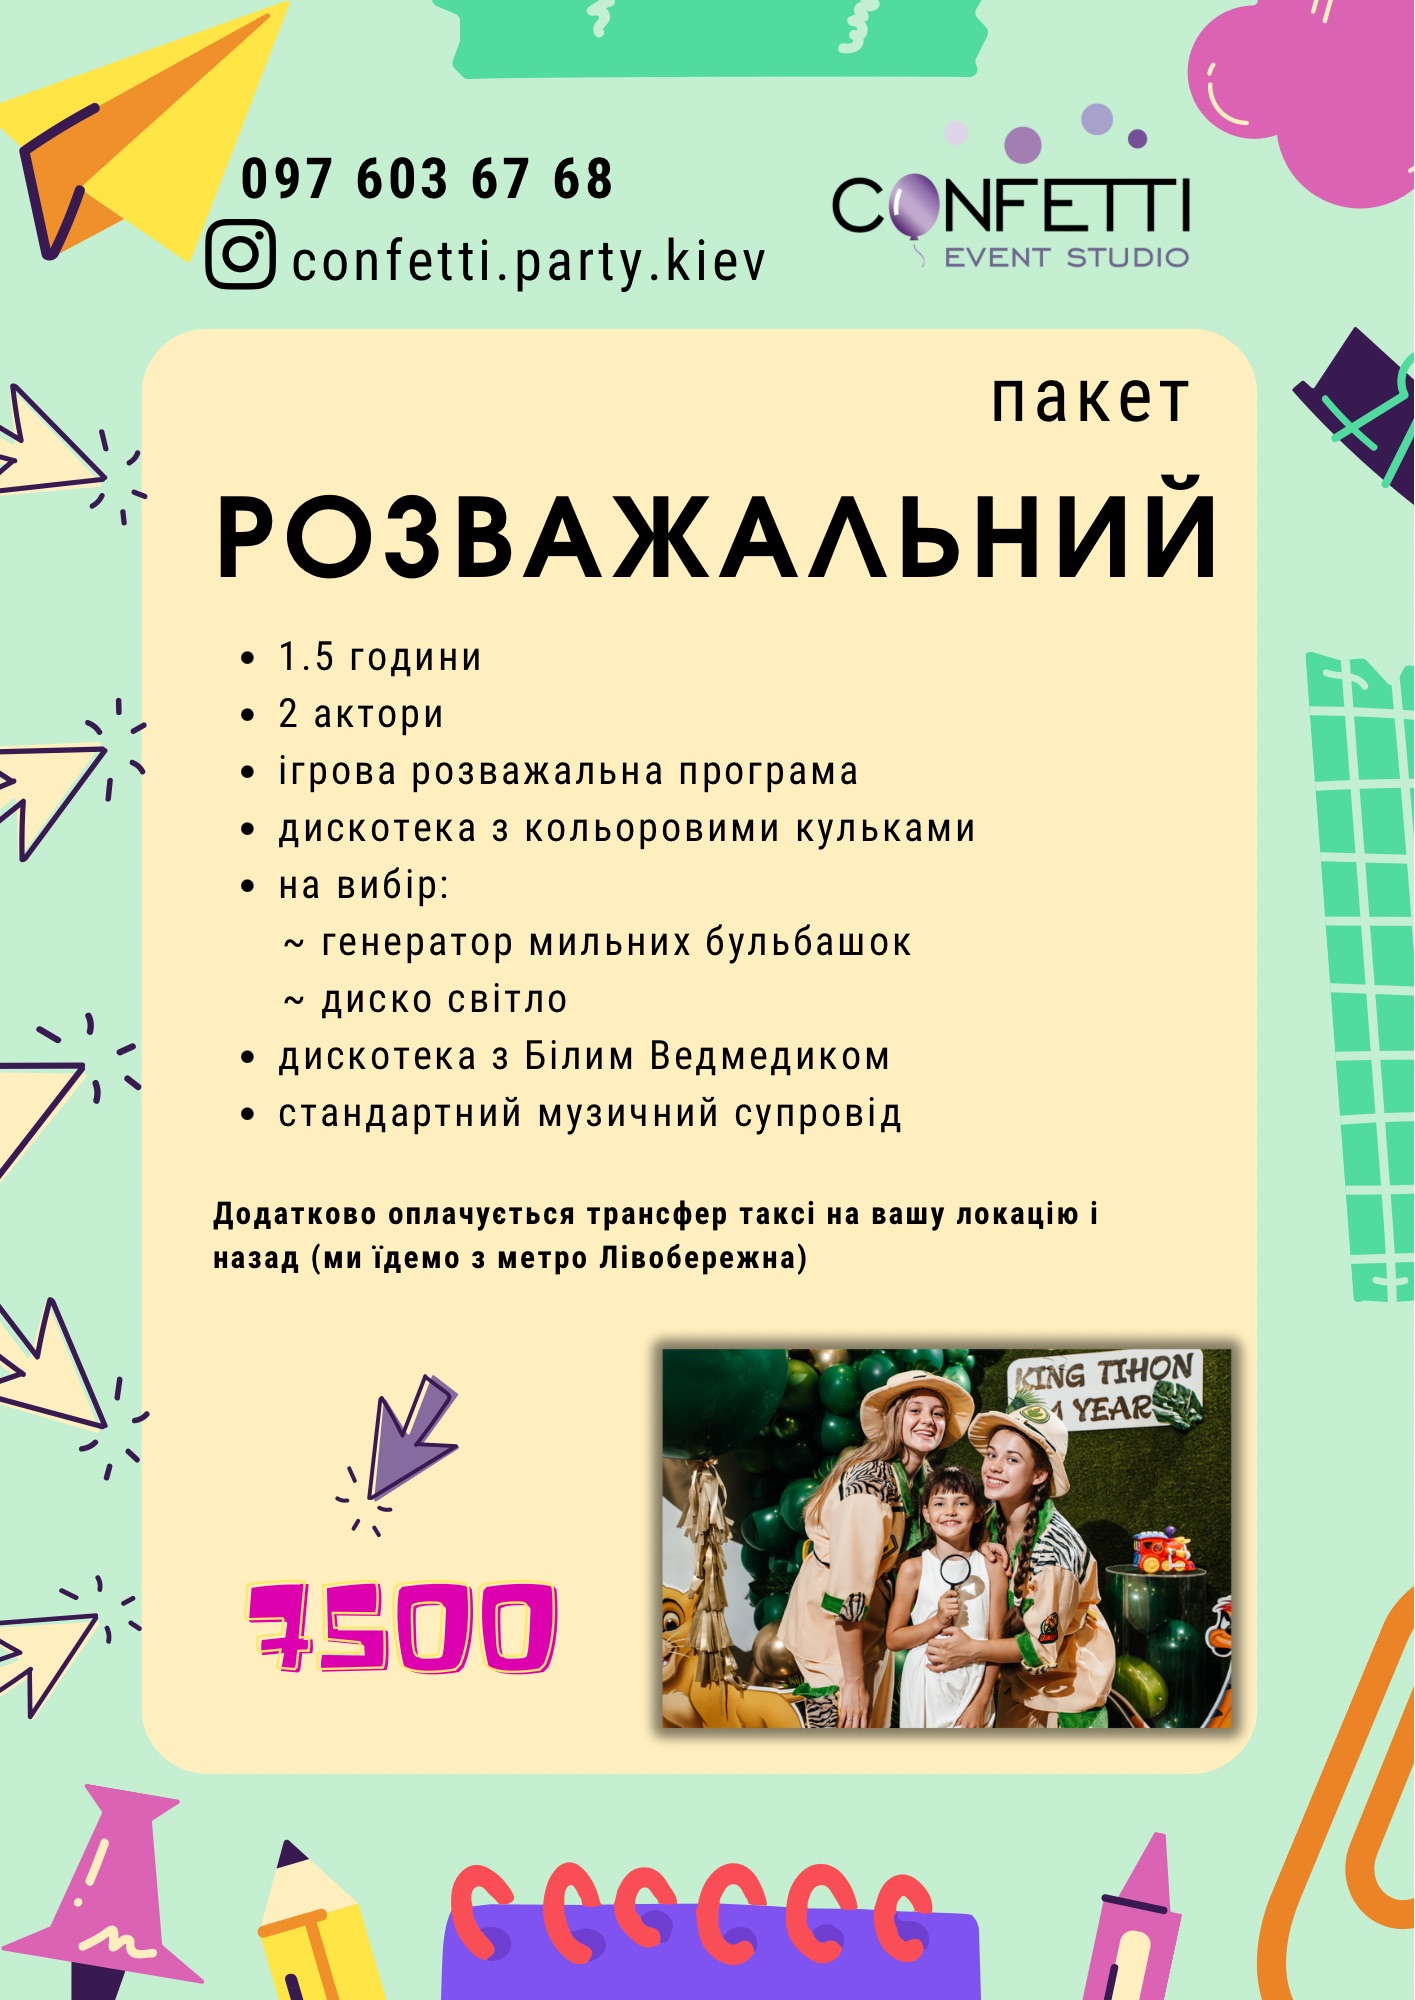 097 603 67 68
confetti.party.kiev
CONFETTI
EVENT STUDIO
пакет
РОЗВАЖАЛЬНИЙ
• 1.5 години
• 2 актори
• ігрова розважальна програма
• дискотека з кольоровими кульками
• на вибір:
~ генератор мильних бульбашок
~ диско світло
• дискотека з Білим Ведмедиком
• стандартний музичний супровід
Додатково оплачується трансфер таксі на вашу локацію і
назад (ми їдемо з метро Лівобережна)
KING TIHON
1 YEAR
7500